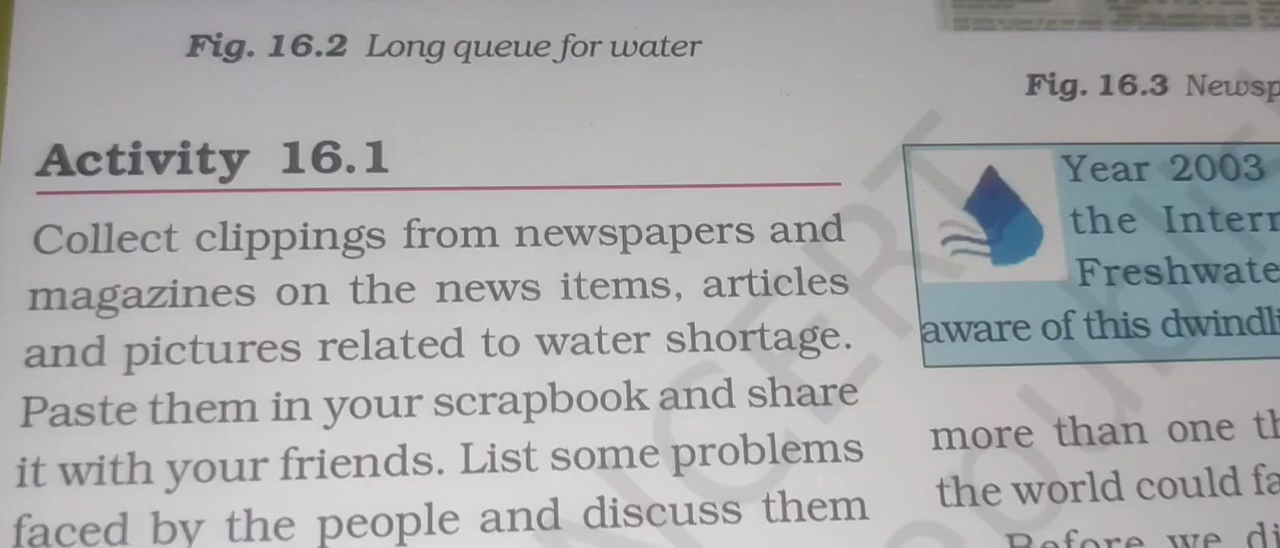 Fig. 16.2 Long queue for water
Activity 16.1
Collect clippings from newspapers and
magazines on the news items, articles
and pictures related to water shortage.
Paste them in your scrapbook and share
it with your friends. List some problems
faced by the people and discuss them
Fig. 16.3
Year 2003
the
aware of this
more than one
the world could
Before we
NCERT